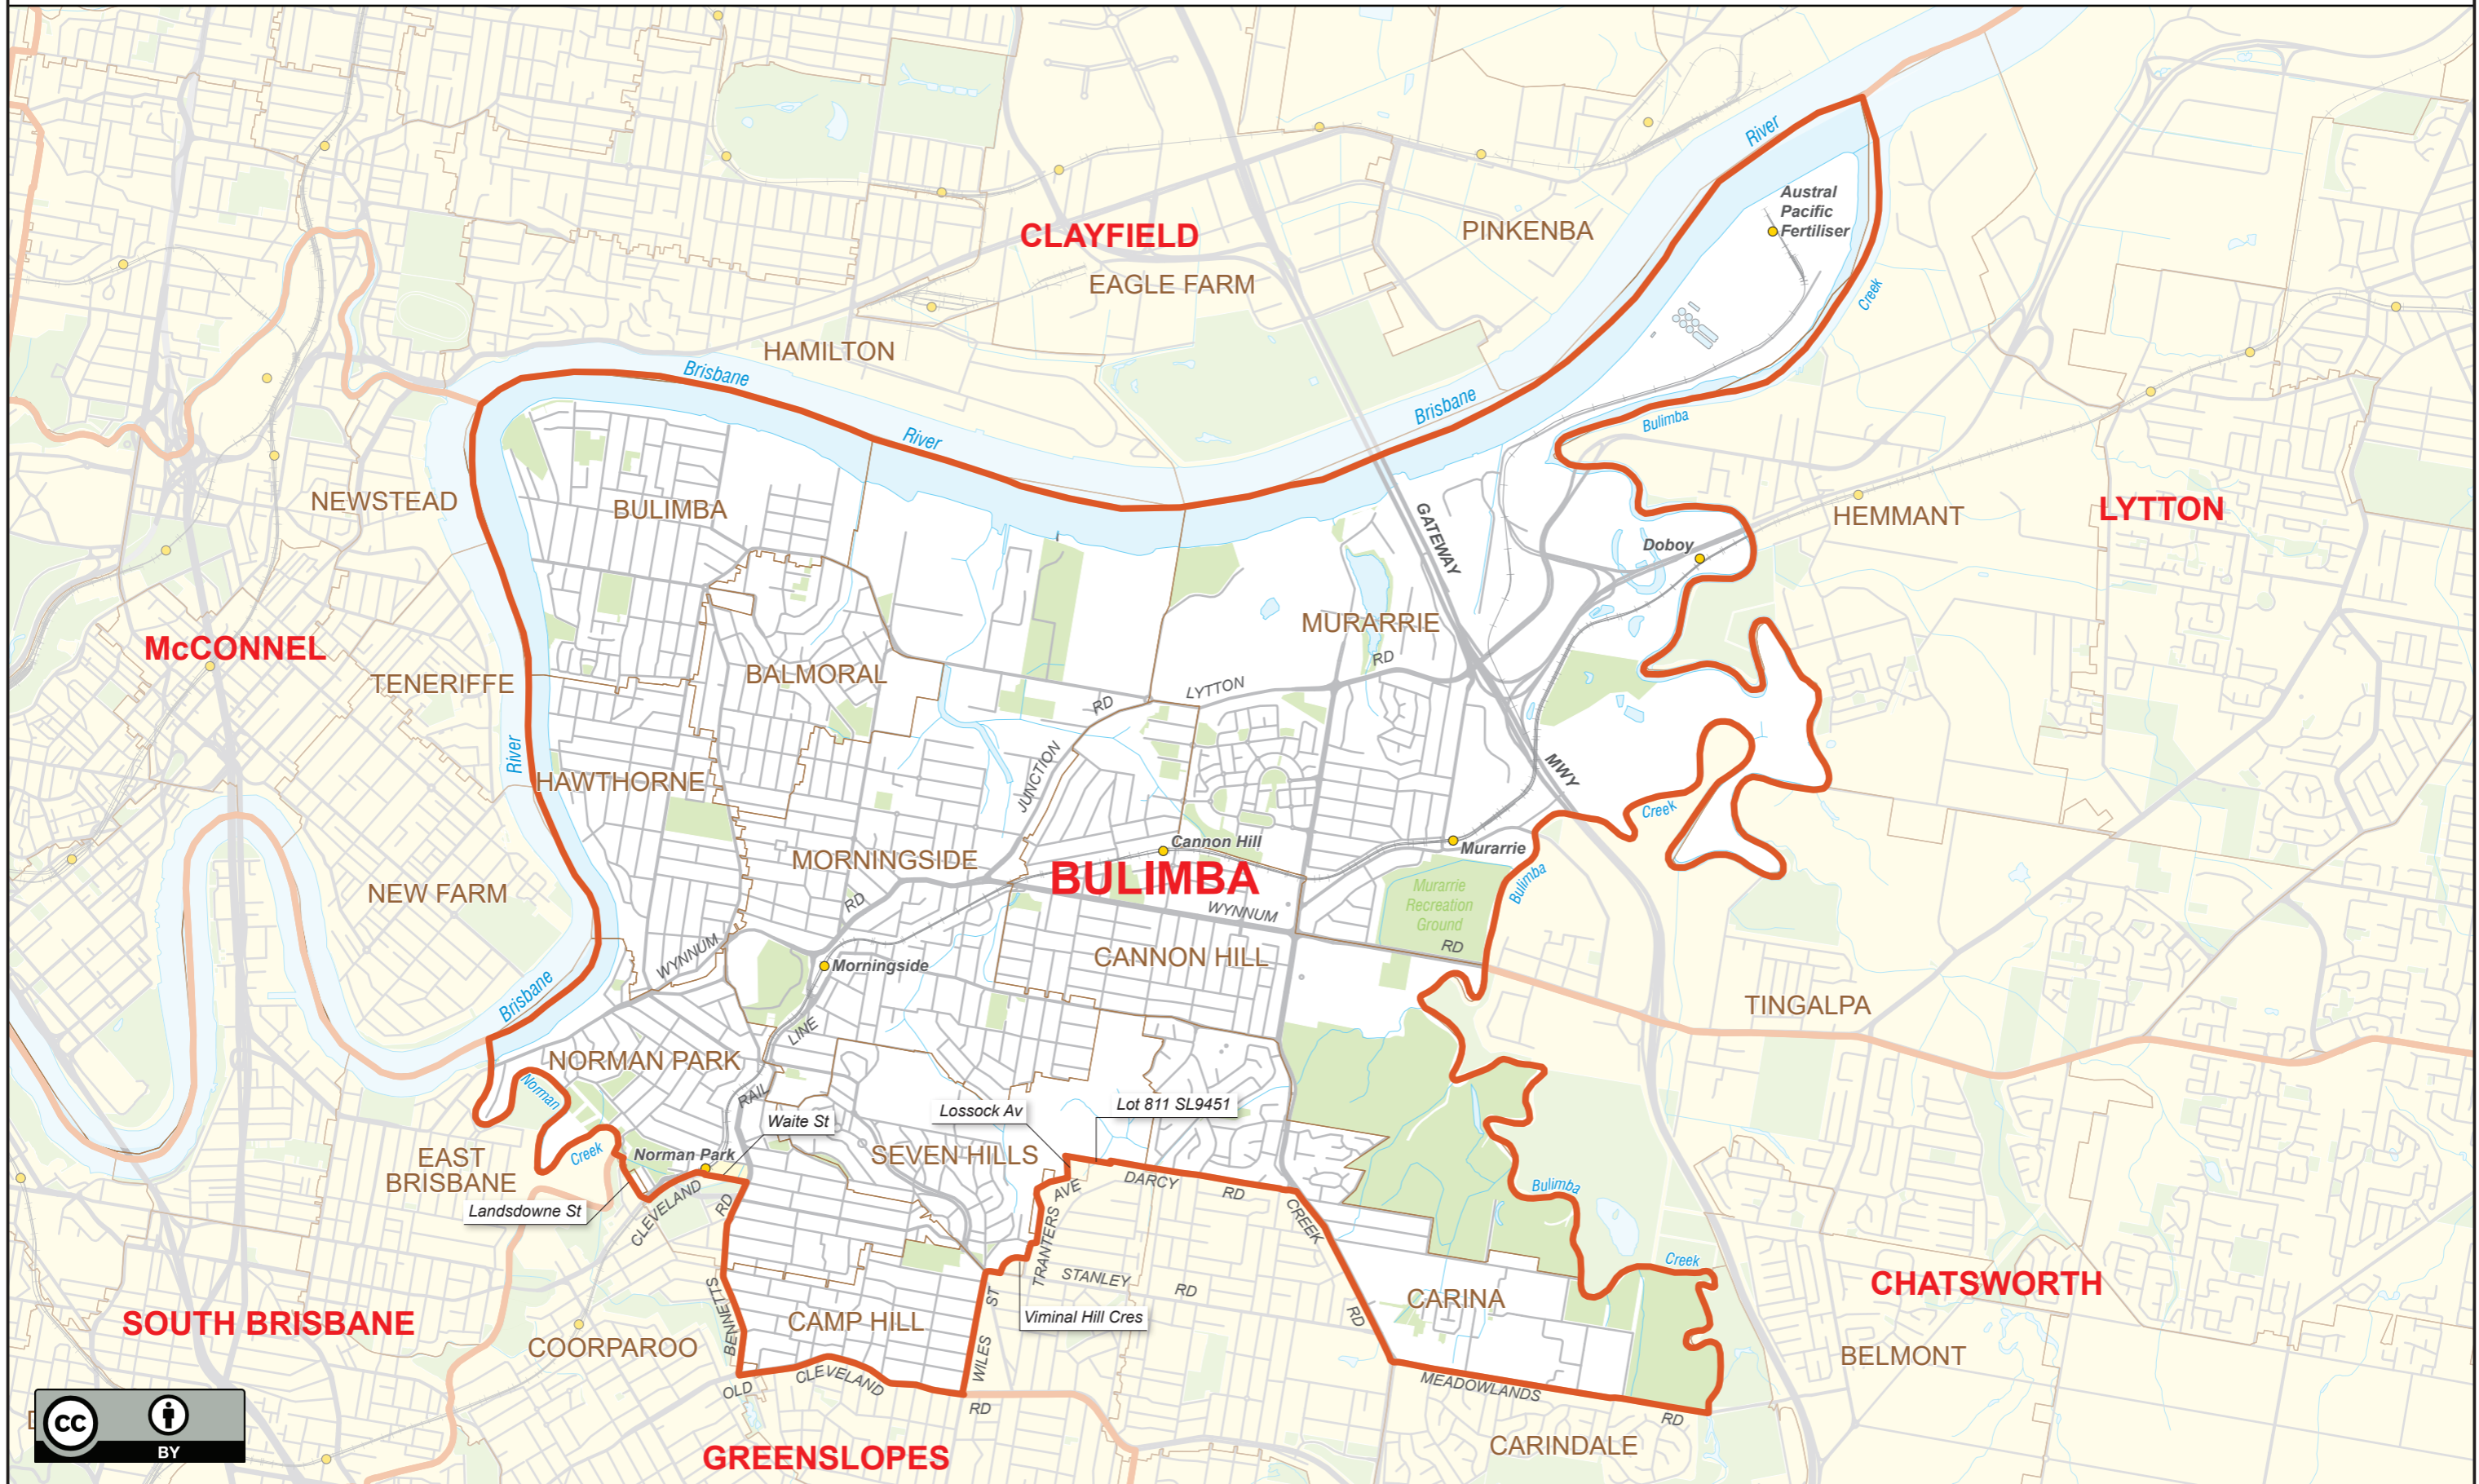 River
Austral
Pacific
Fertiliser
CLAYFIELD
PINKENBA
EAGLE FARM
Creek
HAMILTON
Brisbane
Brisbane
River
Bulimba
NEWSTEAD
BULIMBA
GATEWAY
HEMMANT
LYTTON
Doboy
McCONNEL
MURARRIE
TENERIFFE
BALMORAL
RD
LYTTON
RD
River
JUNCTION
MWY
HAWTHORNE
Creek
Cannon Hill
Murarrie
MORNINGSIDE
BULIMBA
Bulimba
NEW FARM
RD
Murarrie
Recreation
Ground
WYNNUM
RD
WYNNUM
CANNON HILL
Morningside
Brisbane
TINGALPA
LINE
NORMAN PARK
Norman
RAIL
Waite St
Lossock Av
Lot 811 SL9451
EAST
BRISBANE
Creek
Norman Park
SEVEN HILLS
DARCY
RD
AVE
Bulimba
Landsdowne St
CLEVELAND
RD
CREEK
TRANTERS
Creek
STANLEY
RD
CHATSWORTH
SOUTH BRISBANE
BENNETTS
CAMP HILL
ST
Viminal Hill Cres
RD
CARINA
COORPAROO
WILES
BELMONT
OLD
CLEVELAND
RD
MEADOWLANDS
RD
CARINDALE
GREENSLOPES
cc
BY